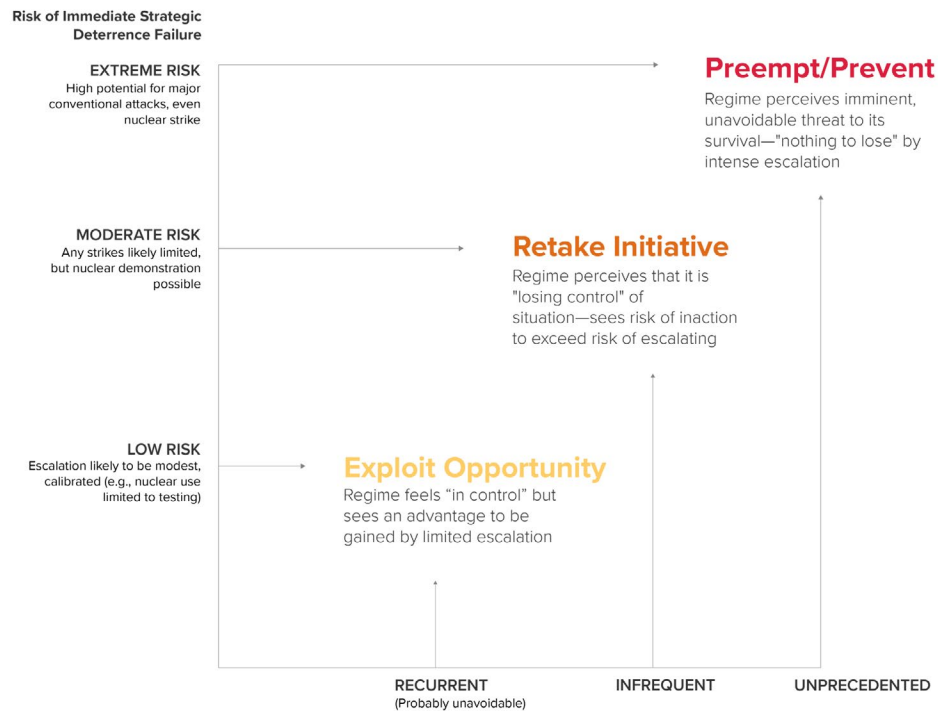 Risk of Immediate Strategic
Deterrence Failure
EXTREME RISK
High potential for major
conventional attacks, even
nuclear strike
Preempt/Prevent
Regime perceives imminent,
unavoidable threat to its
survival—"nothing to lose" by
intense escalation
MODERATE RISK
Any strikes likely limited,
but nuclear demonstration
possible
Retake Initiative
Regime perceives that it is
"losing control" of
situation—sees risk of inaction
to exceed risk of escalating
LOW RISK
Escalation likely to be modest,
calibrated (e.g., nuclear use
limited to testing)
Exploit Opportunity
Regime feels “in control” but
sees an advantage to be
gained by limited escalation
RECURRENT
(Probably unavoidable)
INFREQUENT
UNPRECEDENTED